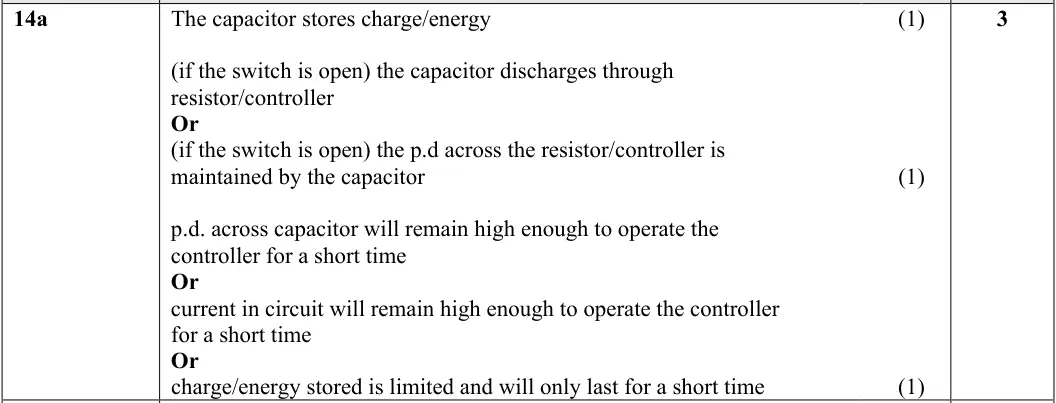 14a The capacitor stores charge/energy (1) 3
(if the switch is open) the capacitor discharges through
resistor/controller
Or
(if the switch is open) the p.d across the resistor/controller is
maintained by the capacitor (1)
p.d. across capacitor will remain high enough to operate the
controller for a short time
Or
current in circuit will remain high enough to operate the controller
for a short time
Or
charge/energy stored is limited and will only last for a short time (1)